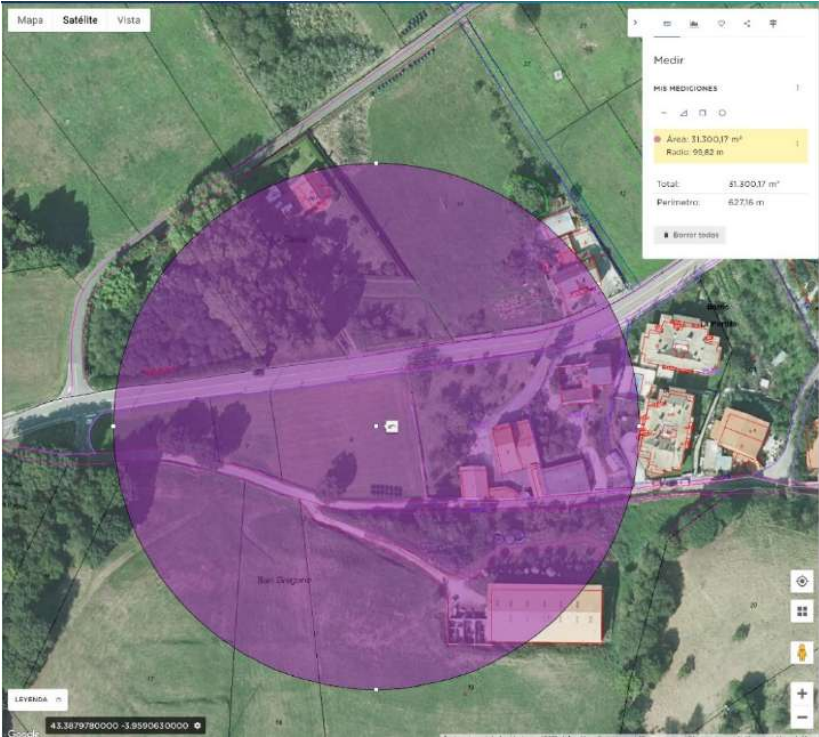 Mapa Satélite Vista
Medir
MIS MEDICIONES
Área: 31.300,17 m²
Radio: 99,82 m
Total: 31.300,17 m²
Perímetro: 627,16 m
Borrar todas
San Gregorio
LEYENDA
43.3879780000 -3.9590630000
Google